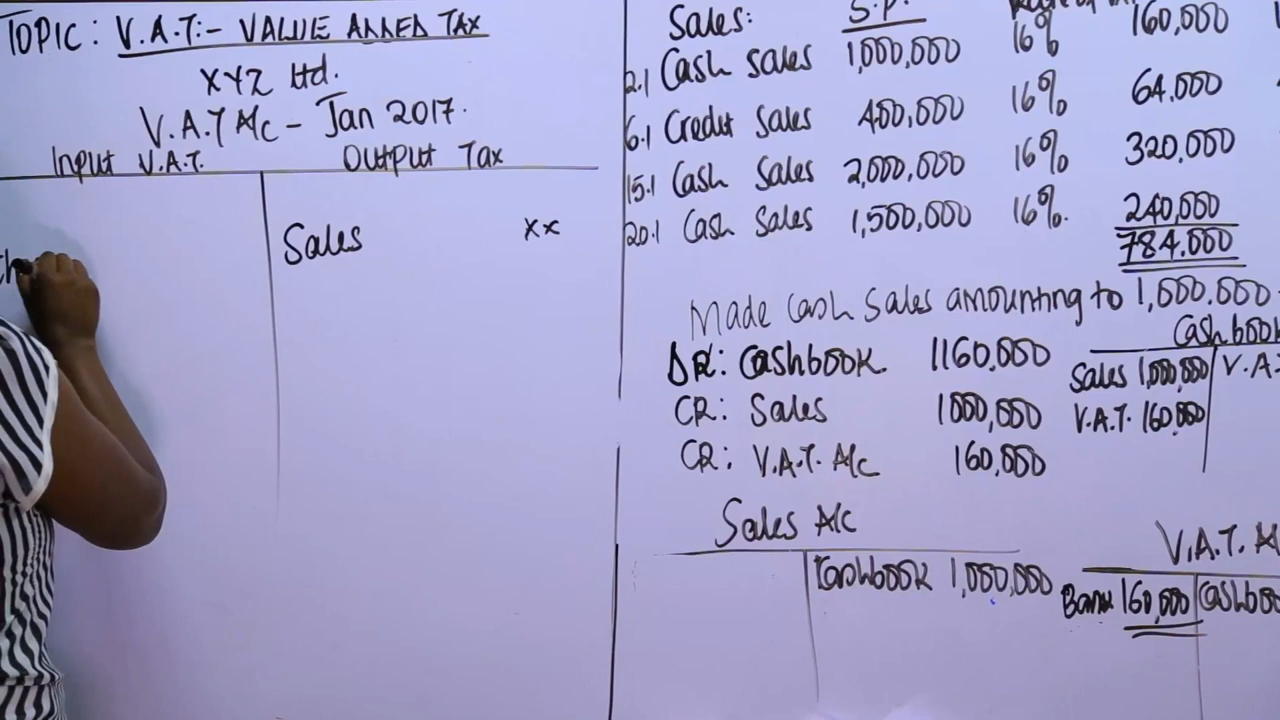 TOPIC: V.A.T:- VALUE ADDED TAX
XYZ Ltd.
V.A.T A/c - Jan 2017.
Input V.A.T. Output Tax
Sales xx
Sales: S.P. 16% 160,000
2.1 Cash Sales 1,000,000
6.1 Credit Sales 400,000 16% 64,000
15.1 Cash Sales 2,000,000 16% 320,000
20.1 Cash Sales 1,500,000 16%. 240,000
784,000
Made cash sales amounting to 1,000,000
DR: Cashbook 1160,000
CR: Sales 1000,000
CR: V.A.T. A/c 160,000
Cashbook
Sales 1,000,000 V.A.
V.A.T. 160,000
Sales A/c
Cashbook 1,000,000
V.A.T. A/
Bank 160,000 Cashboo